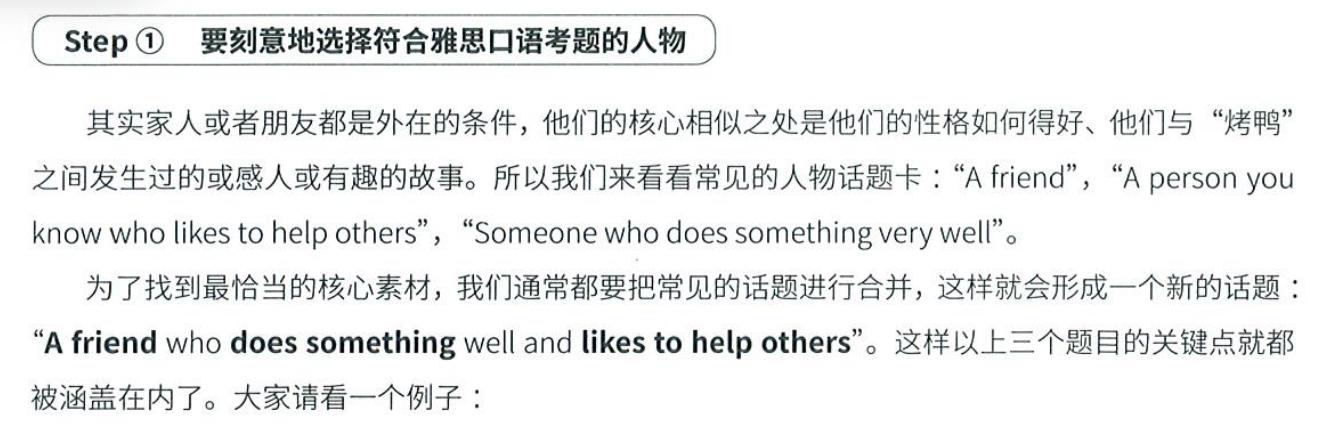 Step ① 要刻意地选择符合雅思口语考题的人物
其实家人或者朋友都是外在的条件，他们的核心相似之处是他们的性格如何得好、他们与“烤鸭”
之间发生过的或感人或有趣的故事。所以我们来看看常见的人物话题卡：“A friend”，“A person you
know who likes to help others”，“Someone who does something very well”。
为了找到最恰当的核心素材，我们通常都要把常见的话题进行合并，这样就会形成一个新的话题：
“A friend who does something well and likes to help others”。这样以上三个题目的关键点就都
被涵盖在内了。大家请看一个例子：